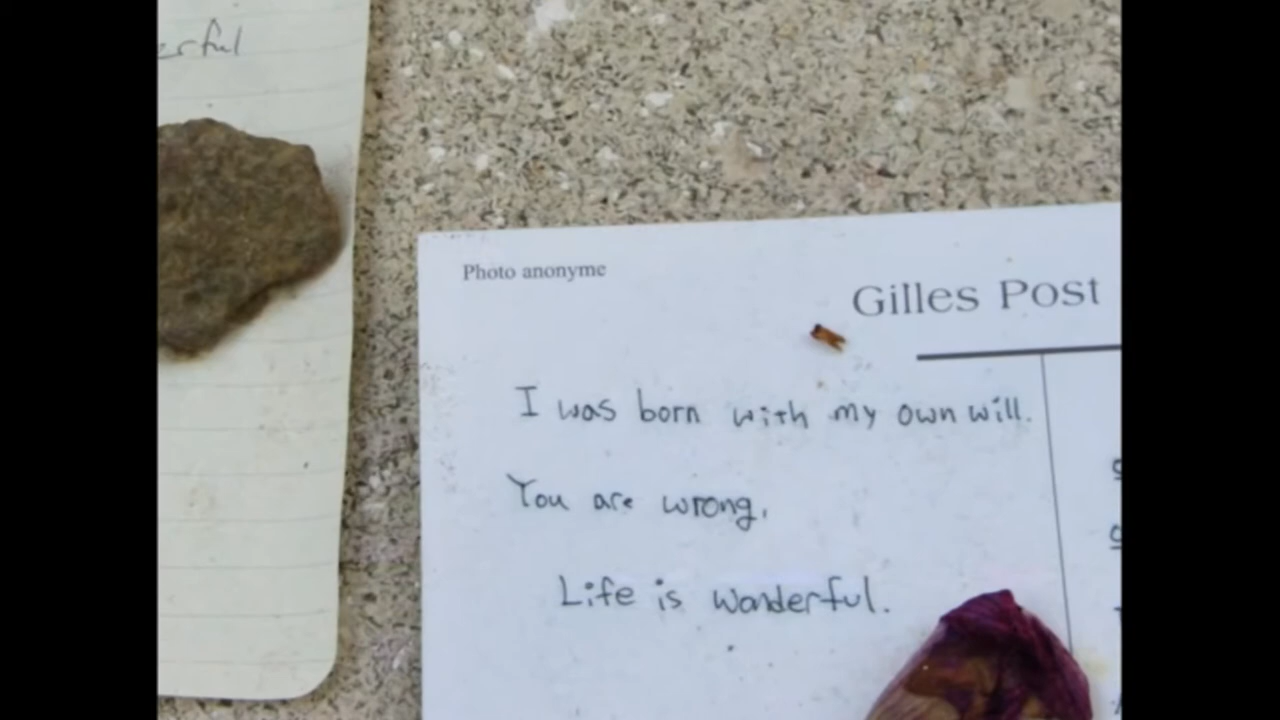 Photo anonyme
Gilles Post
I was born with my own will.
You are wrong,
Life is wonderful.